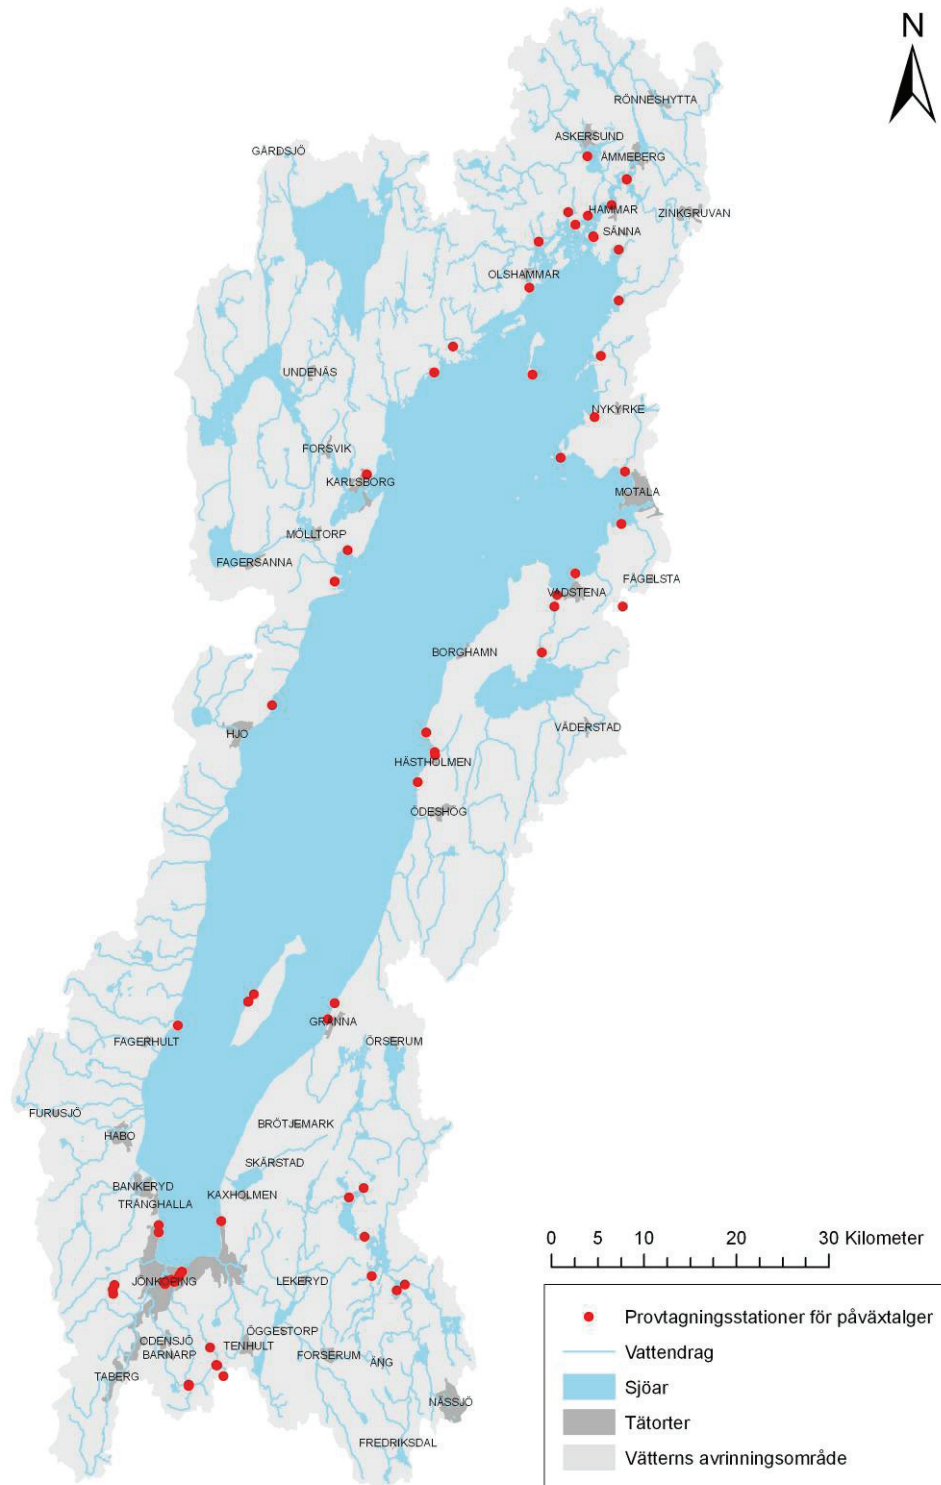 N
RÖNNESHYTTA
ASKERSUND
GÅRDSJÖ
ÅMMEBERG
HAMMAR
ZINKGRUVAN
SÄNNA
OLSHAMMAR
UNDENÄS
NYKYRKE
FORSVIK
KARLSBORG
MOTALA
MÖLLTORP
FAGERSANNA
FÅGELSTA
VADSTENA
BORGHAMN
VÄDERSTAD
HJO
HÄSTHOLMEN
ÖDESHÖG
GRÄNNA
FAGERHULT
ÖRSERUM
FURUSJÖ
BRÖTJEMARK
HABO
SKÄRSTAD
BANKERYD
KAXHOLMEN
TRÅNGHALLA
0 5 10 20 30 Kilometer
JÖNKÖPING
LEKERYD
Provtagningsstationer för påväxtalger
ÖGGESTORP
ODENSJÖ
TENHULT
BARNARP
FORSERUM
Vattendrag
ÄNG
TABERG
Sjöar
NÄSSJÖ
Tätorter
FREDRIKSDAL
Vätterns avrinningsområde